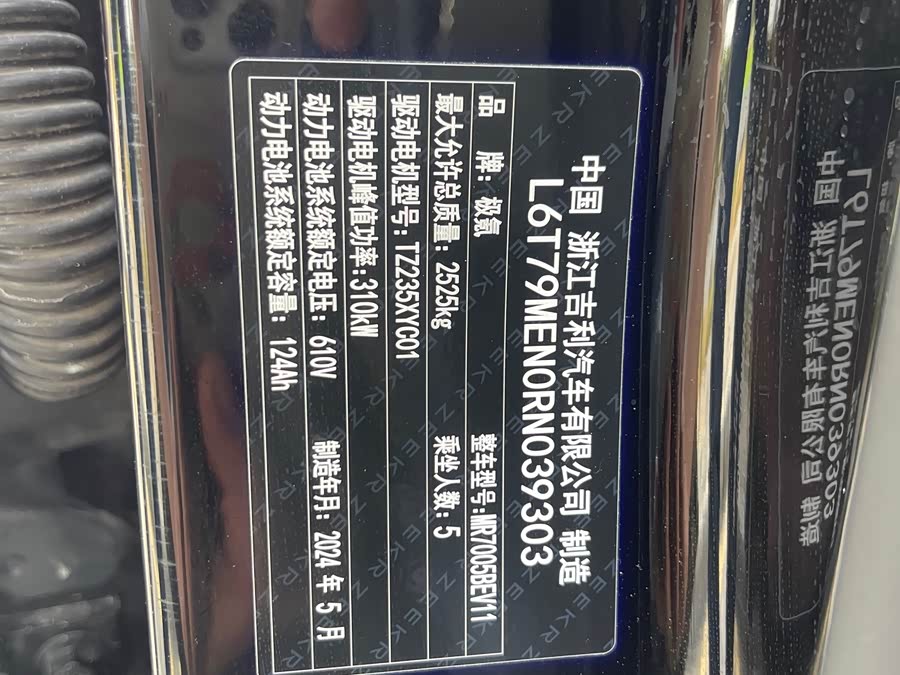 中国 浙江吉利汽车有限公司 制造
L6T79MEN0RN039303
品 牌：极氪 整车型号：MR7005BEV11
最大允许总质量：2525kg 乘坐人数：5
驱动电机型号：TZ235XYC01
驱动电机峰值功率：310kW
动力电池系统额定电压：610V 制造年月：2024 年 5 月
动力电池系统额定容量：124Ah
ZEEKR